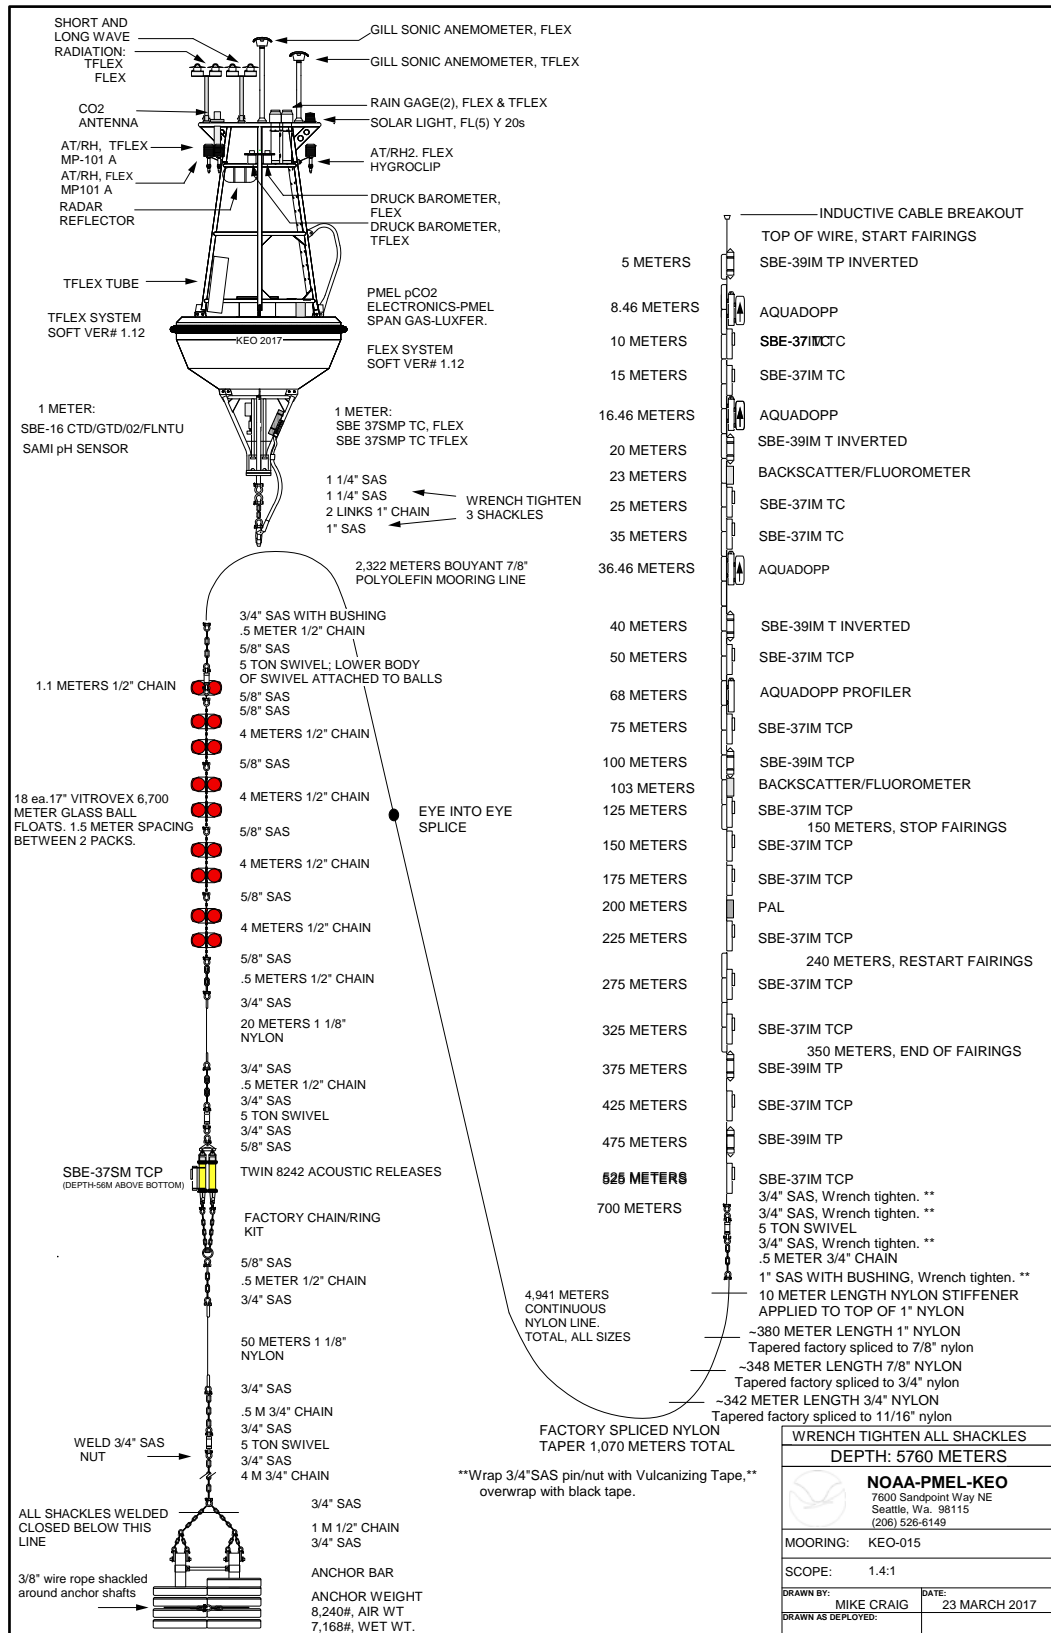 SHORT AND
LONG WAVE
RADIATION:
TFLEX
FLEX
GILL SONIC ANEMOMETER, FLEX
GILL SONIC ANEMOMETER, TFLEX
CO2
ANTENNA
RAIN GAGE(2), FLEX & TFLEX
SOLAR LIGHT, FL(5) Y 20s
AT/RH, TFLEX
MP-101 A
AT/RH, FLEX
MP101 A
RADAR
REFLECTOR
AT/RH2. FLEX
HYGROCLIP
DRUCK BAROMETER,
FLEX
DRUCK BAROMETER,
TFLEX
TFLEX TUBE
TFLEX SYSTEM
SOFT VER# 1.12
PMEL pCO2
ELECTRONICS-PMEL
SPAN GAS-LUXFER.
KEO 2017
FLEX SYSTEM
SOFT VER# 1.12
1 METER:
SBE-16 CTD/GTD/02/FLNTU
SAMI pH SENSOR
1 METER:
SBE 37SMP TC, FLEX
SBE 37SMP TC TFLEX
1 1/4" SAS
1 1/4" SAS
2 LINKS 1" CHAIN
1" SAS
WRENCH TIGHTEN
3 SHACKLES
2,322 METERS BOUYANT 7/8"
POLYOLEFIN MOORING LINE
3/4" SAS WITH BUSHING
.5 METER 1/2" CHAIN
5/8" SAS
5 TON SWIVEL; LOWER BODY
OF SWIVEL ATTACHED TO BALLS
1.1 METERS 1/2" CHAIN
5/8" SAS
5/8" SAS
4 METERS 1/2" CHAIN
5/8" SAS
4 METERS 1/2" CHAIN
18 ea.17" VITROVEX 6,700
METER GLASS BALL
FLOATS. 1.5 METER SPACING
BETWEEN 2 PACKS.
5/8" SAS
4 METERS 1/2" CHAIN
5/8" SAS
4 METERS 1/2" CHAIN
5/8" SAS
.5 METERS 1/2" CHAIN
3/4" SAS
20 METERS 1 1/8"
NYLON
3/4" SAS
.5 METER 1/2" CHAIN
3/4" SAS
5 TON SWIVEL
3/4" SAS
5/8" SAS
SBE-37SM TCP
(DEPTH-56M ABOVE BOTTOM)
TWIN 8242 ACOUSTIC RELEASES
FACTORY CHAIN/RING
KIT
5/8" SAS
.5 METER 1/2" CHAIN
3/4" SAS
50 METERS 1 1/8"
NYLON
3/4" SAS
.5 M 3/4" CHAIN
3/4" SAS
5 TON SWIVEL
3/4" SAS
4 M 3/4" CHAIN
WELD 3/4" SAS
NUT
ALL SHACKLES WELDED
CLOSED BELOW THIS
LINE
3/4" SAS
1 M 1/2" CHAIN
3/4" SAS
3/8" wire rope shackled
around anchor shafts
ANCHOR BAR
ANCHOR WEIGHT
8,240#, AIR WT
7,168#, WET WT.
EYE INTO EYE
SPLICE
4,941 METERS
CONTINUOUS
NYLON LINE.
TOTAL, ALL SIZES
FACTORY SPLICED NYLON
TAPER 1,070 METERS TOTAL
**Wrap 3/4"SAS pin/nut with Vulcanizing Tape,**
overwrap with black tape.
INDUCTIVE CABLE BREAKOUT
TOP OF WIRE, START FAIRINGS
5 METERS SBE-39IM TP INVERTED
8.46 METERS AQUADOPP
10 METERS SBE-37IM TC
15 METERS SBE-37IM TC
16.46 METERS AQUADOPP
20 METERS SBE-39IM T INVERTED
23 METERS BACKSCATTER/FLUOROMETER
25 METERS SBE-37IM TC
35 METERS SBE-37IM TC
36.46 METERS AQUADOPP
40 METERS SBE-39IM T INVERTED
50 METERS SBE-37IM TCP
68 METERS AQUADOPP PROFILER
75 METERS SBE-37IM TCP
100 METERS SBE-39IM TCP
103 METERS BACKSCATTER/FLUOROMETER
125 METERS SBE-37IM TCP
150 METERS, STOP FAIRINGS
150 METERS SBE-37IM TCP
175 METERS SBE-37IM TCP
200 METERS PAL
225 METERS SBE-37IM TCP
240 METERS, RESTART FAIRINGS
275 METERS SBE-37IM TCP
325 METERS SBE-37IM TCP
350 METERS, END OF FAIRINGS
375 METERS SBE-39IM TP
425 METERS SBE-37IM TCP
475 METERS SBE-39IM TP
525 METERS SBE-37IM TCP
3/4" SAS, Wrench tighten. **
700 METERS
3/4" SAS, Wrench tighten. **
5 TON SWIVEL
3/4" SAS, Wrench tighten. **
.5 METER 3/4" CHAIN
1" SAS WITH BUSHING, Wrench tighten. **
10 METER LENGTH NYLON STIFFENER
APPLIED TO TOP OF 1" NYLON
~380 METER LENGTH 1" NYLON
Tapered factory spliced to 7/8" nylon
~348 METER LENGTH 7/8" NYLON
Tapered factory spliced to 3/4" nylon
~342 METER LENGTH 3/4" NYLON
Tapered factory spliced to 11/16" nylon
WRENCH TIGHTEN ALL SHACKLES
DEPTH: 5760 METERS
NOAA-PMEL-KEO
7600 Sandpoint Way NE
Seattle, Wa. 98115
(206) 526-6149
MOORING: KEO-015
SCOPE: 1.4:1
DRAWN BY: MIKE CRAIG
DATE: 23 MARCH 2017
DRAWN AS DEPLOYED: